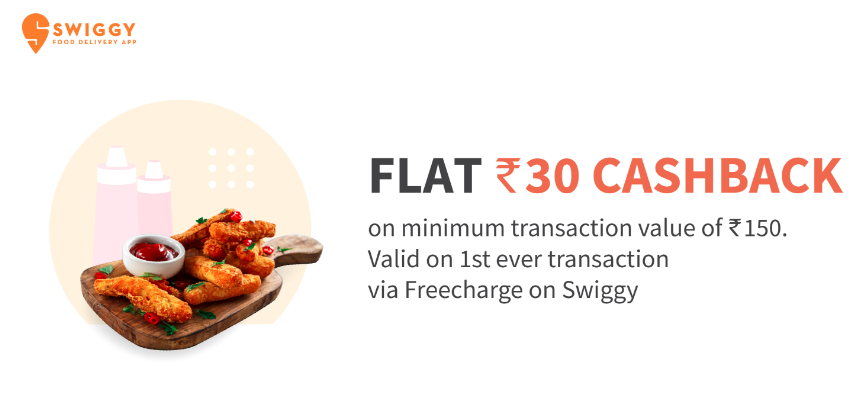 SWIGGY
FOOD DELIVERY APP
FLAT ₹30 CASHBACK
on minimum transaction value of ₹150.
Valid on 1st ever transaction
via Freecharge on Swiggy